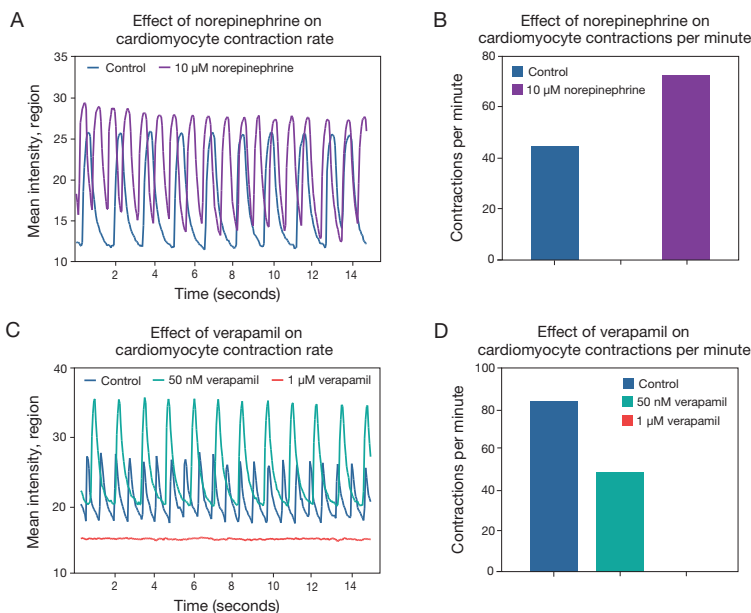 A
Effect of norepinephrine on
cardiomyocyte contraction rate
35
30
25
20
15
10
Mean intensity, region
Control
10 µM norepinephrine
2
4
6
8
10
12
14
Time (seconds)
B
Effect of norepinephrine on
cardiomyocyte contractions per minute
80
60
40
20
0
Contractions per minute
Control
10 µM norepinephrine
C
Effect of verapamil on
cardiomyocyte contraction rate
40
30
20
10
Mean intensity, region
Control
50 nM verapamil
1 µM verapamil
2
4
6
8
10
12
14
Time (seconds)
D
Effect of verapamil on
cardiomyocyte contractions per minute
100
80
60
40
20
0
Contractions per minute
Control
50 nM verapamil
1 µM verapamil